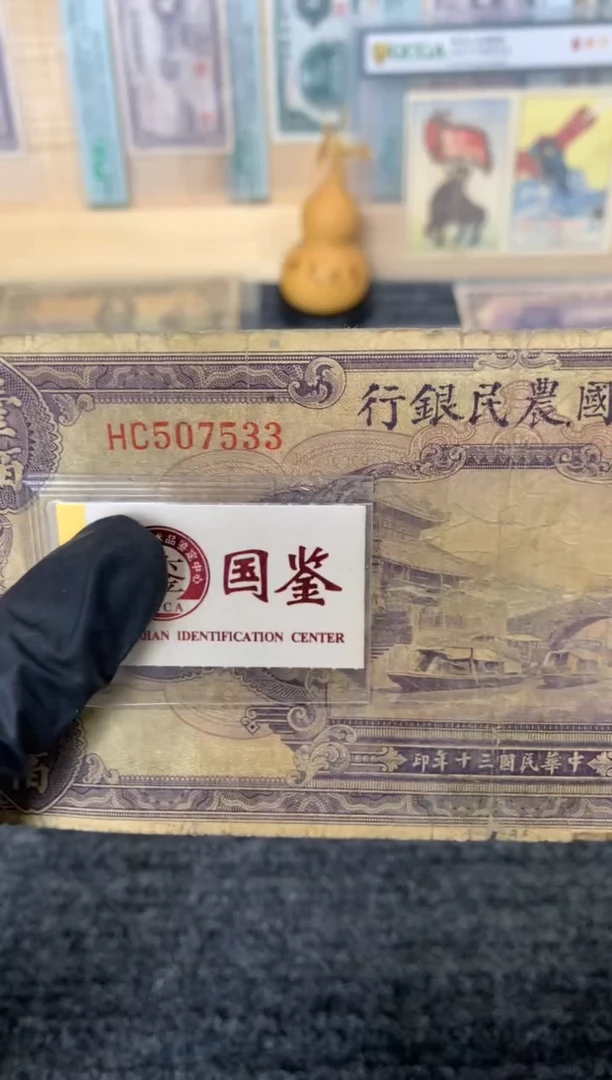 國農民銀行
HC507533
国鉴
IDENTIFICATION CENTER
中華民國三十年印